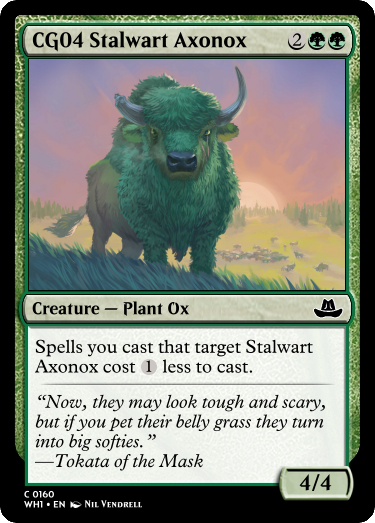 CG04 Stalwart Axonox 2
Creature — Plant Ox
Spells you cast that target Stalwart
Axonox cost 1 less to cast.
“Now, they may look tough and scary,
but if you pet their belly grass they turn
into big softies.”
—Tokata of the Mask
4/4
C 0160
WH1 • EN Nil Vendrell